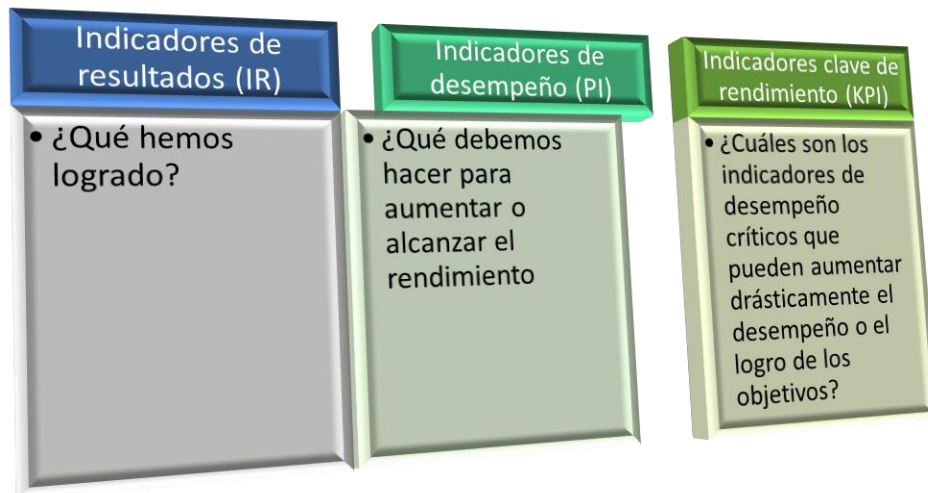 Indicadores de
resultados (IR)
• ¿Qué hemos
logrado?
Indicadores de
desempeño (PI)
• ¿Qué debemos
hacer para
aumentar o
alcanzar el
rendimiento
Indicadores clave de
rendimiento (KPI)
• ¿Cuáles son los
indicadores de
desempeño
críticos que
pueden aumentar
drásticamente el
desempeño o el
logro de los
objetivos?